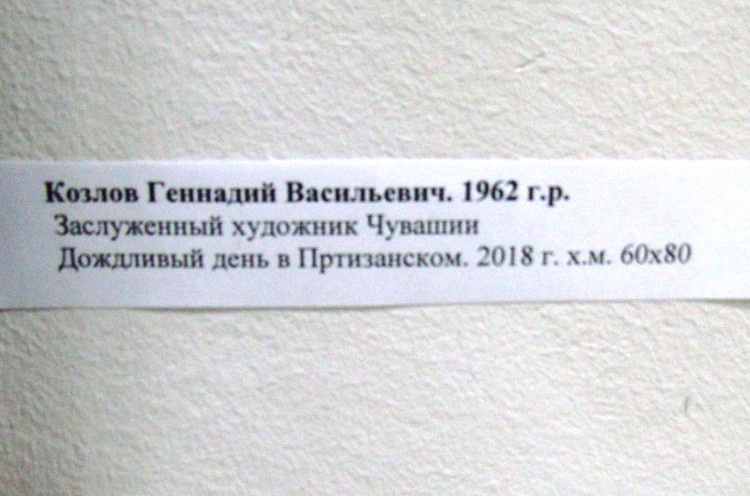 Козлов Геннадий Васильевич. 1962 г.р.
Заслуженный художник Чувашии
Дождливый день в Пртизанском. 2018 г. х.м. 60х80